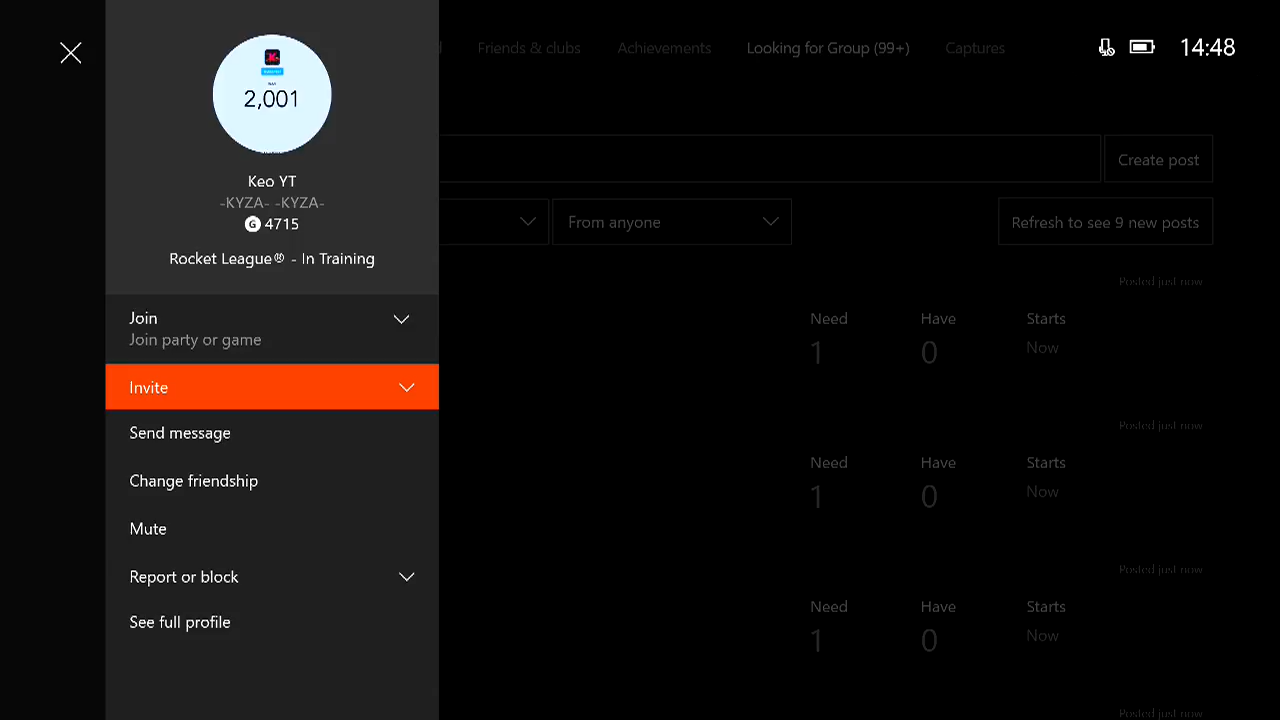 Friends & clubs
Achievements
Looking for Group (99+)
Captures
14:48
2,001
Keo YT
-KYZA- -KYZA-
G 4715
Rocket League® - In Training
Join
Join party or game
Invite
Send message
Change friendship
Mute
Report or block
See full profile
Create post
From anyone
Refresh to see 9 new posts
Posted just now
Need
Have
Starts
1
0
Now
Posted just now
Need
Have
Starts
1
0
Now
Posted just now
Need
Have
Starts
1
0
Now
Posted just now